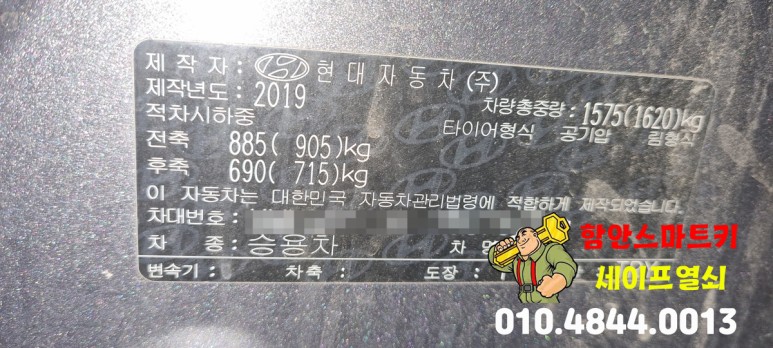 제 작 자 : 현 대 자 동 차 (주)
제작년도 : 2019
차량총중량 : 1575(1620)kg
적차시하중
타이어형식 공기압 림형식
전축 885( 905)kg
후축 690( 715)kg
이 자동차는 대한민국 자동차관리법령에 적합하게 제작되었습니다.
차대번호 :
차 종 : 승용차 차
변속기 : 차축 : 도장 :
함안스마트키
세이프열쇠
010.4844.0013